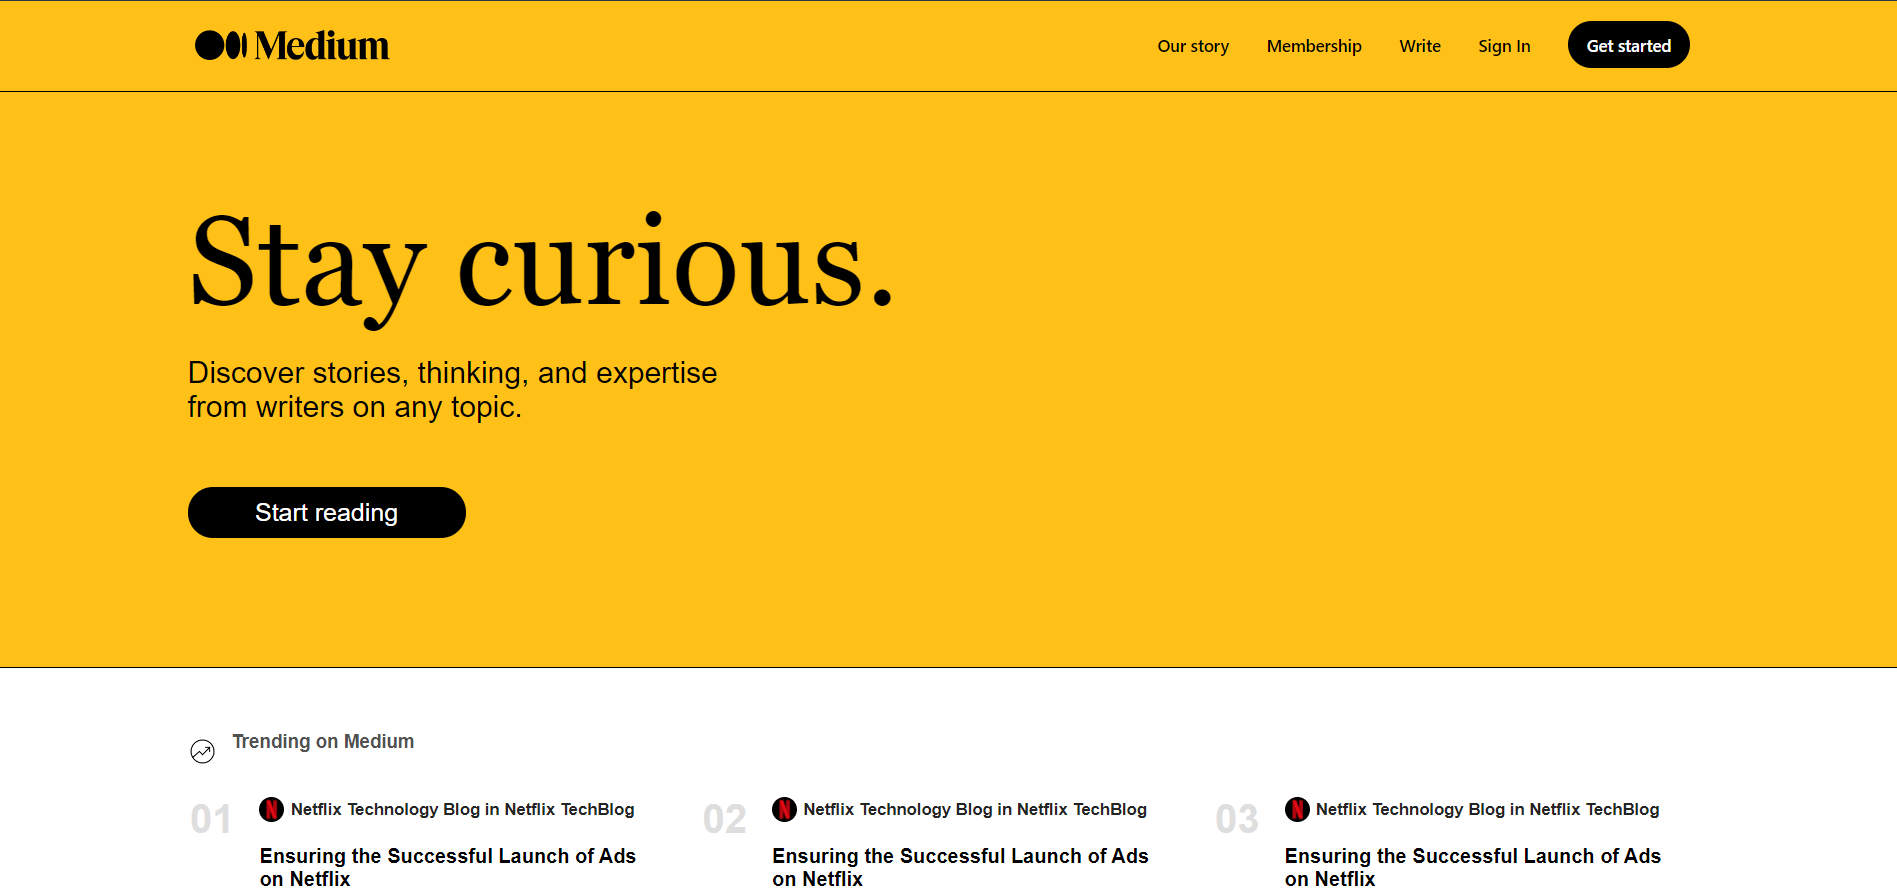 Medium
Our story
Membership
Write
Sign In
Get started
Stay curious.
Discover stories, thinking, and expertise
from writers on any topic.
Start reading
Trending on Medium
01
Netflix Technology Blog in Netflix TechBlog
Ensuring the Successful Launch of Ads
on Netflix
02
Netflix Technology Blog in Netflix TechBlog
Ensuring the Successful Launch of Ads
on Netflix
03
Netflix Technology Blog in Netflix TechBlog
Ensuring the Successful Launch of Ads
on Netflix